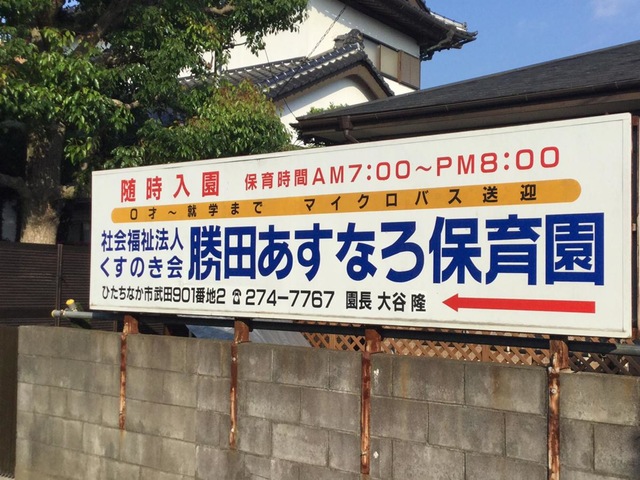 随時入園 保育時間AM7:00～PM8:00
0才～就学まで マイクロバス送迎
社会福祉法人
くすのき会
勝田あすなろ保育園
ひたちなか市武田901番地2 ☎274-7767 園長 大谷 隆